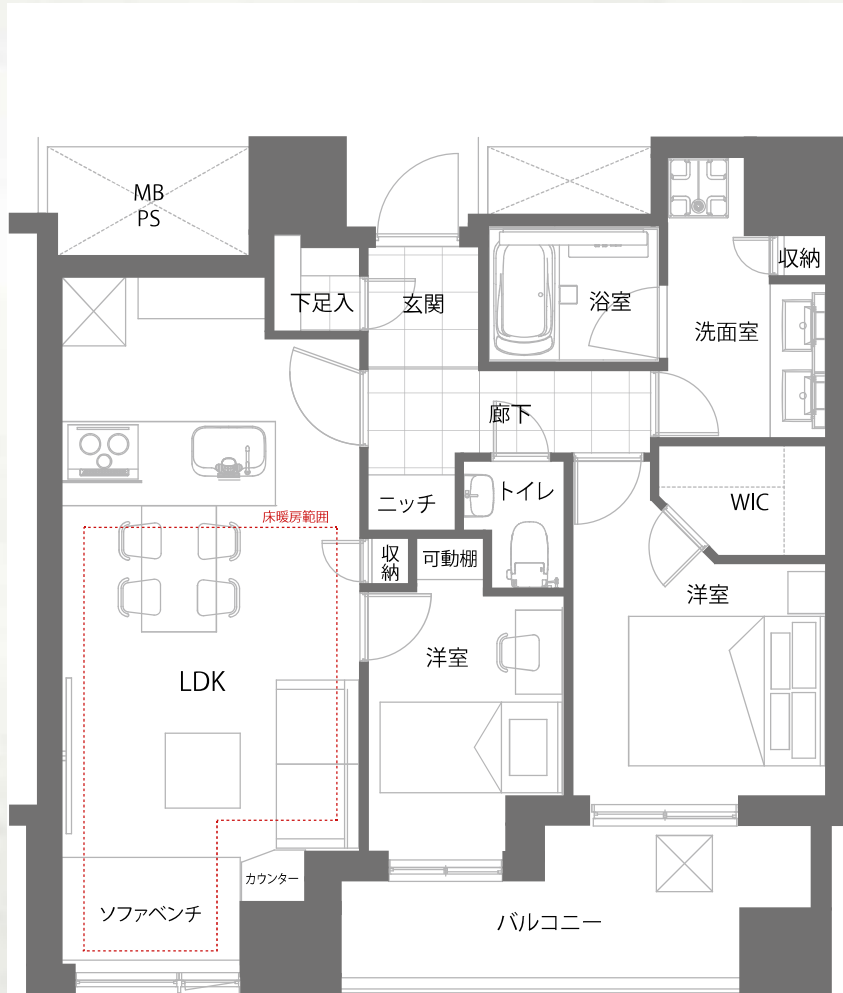 MB
PS
下足入
玄関
浴室
収納
洗面室
廊下
ニッチ
トイレ
WIC
床暖房範囲
収
納
可動棚
洋室
洋室
LDK
カウンター
ソファベンチ
バルコニー